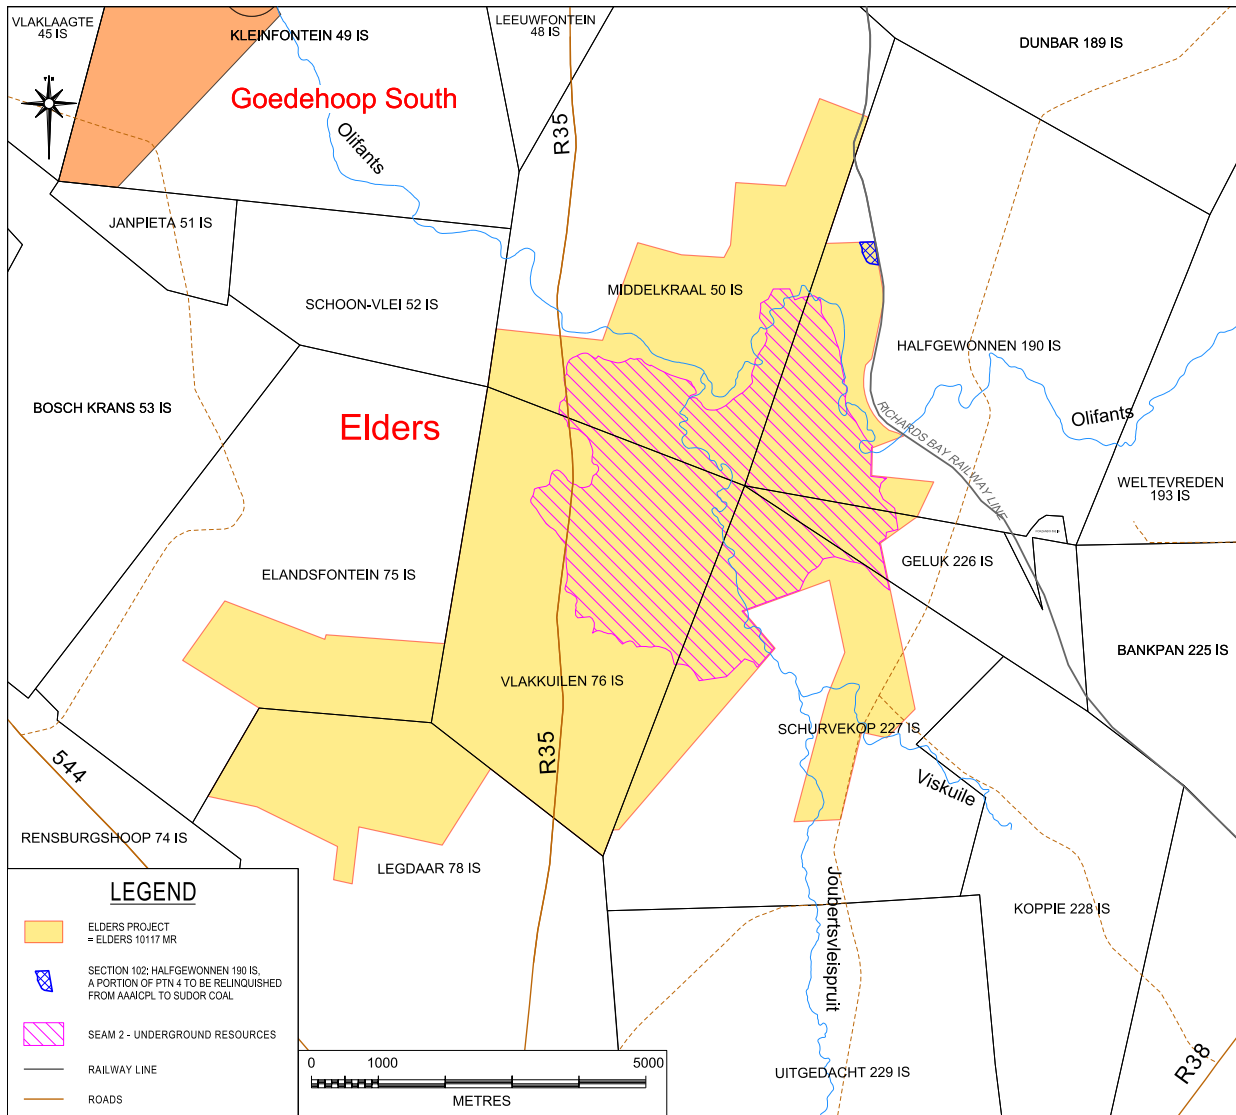 VLAKLAAGTE
45 IS
KLEINFONTEIN 49 IS
LEEUWFONTEIN
48 IS
DUNBAR 189 IS
Goedehoop South
Olifants
R35
JANPIETA 51 IS
SCHOON-VLEI 52 IS
MIDDELKRAAL 50 IS
HALFGEWONNEN 190 IS
BOSCH KRANS 53 IS
Elders
RICHARDS BAY RAILWAY LINE
Olifants
WELTEVREDEN
193 IS
ELANDSFONTEIN 75 IS
GELUK 226 IS
BANKPAN 225 IS
VLAKKUILEN 76 IS
SCHURVEKOP 227 IS
R35
544
Viskuile
RENSBURGSHOOP 74 IS
LEGDAAR 78 IS
Joubertsvleispruit
KOPPIE 228 IS
UITGEDACHT 229 IS
R38
LEGEND
ELDERS PROJECT
= ELDERS 10117 MR
SECTION 102; HALFGEWONNEN 190 IS,
A PORTION OF PTN 4 TO BE RELINQUISHED
FROM AAAICPL TO SUDOR COAL
SEAM 2 - UNDERGROUND RESOURCES
RAILWAY LINE
ROADS
0 1000 5000
METRES